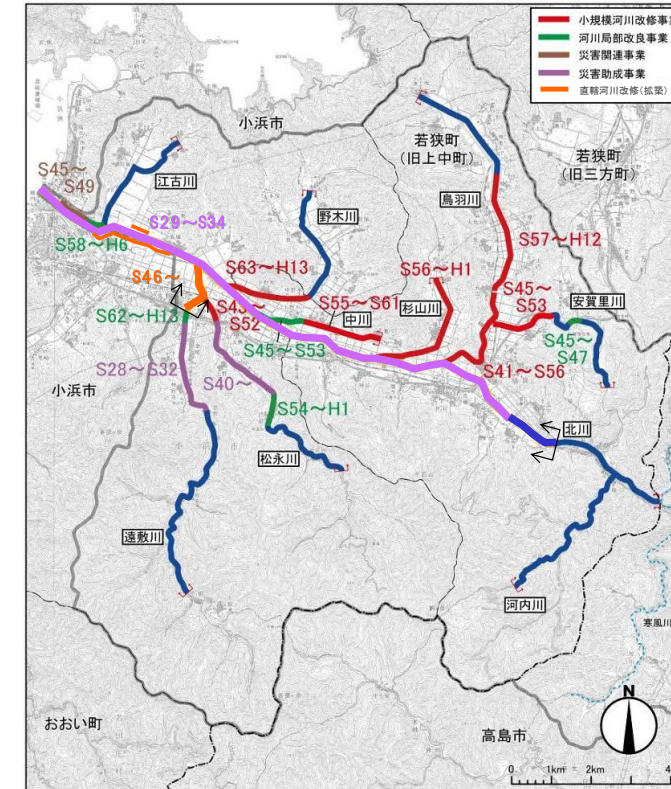 小規模河川改修事
河川局部改良事業
災害関連事業
災害助成事業
直轄河川改修(拡築)
小浜市
若狭町
(旧上中町)
若狭町
(旧三方町)
江古川
野木川
鳥羽川
S45～
S49
S29～S34
S58～H6
S57～H12
S46～
S63～H13
S56～H1
S45～
S53
安賀里川
S62～H13
S43～
S52
S55～S61
中川
杉山川
S45～S53
S45～
S47
S28～S32
S41～S56
小浜市
S40～
S54～H1
北川
松永川
遠敷川
河内川
寒風川
おおい町
高島市
N
0 1km 2km 4